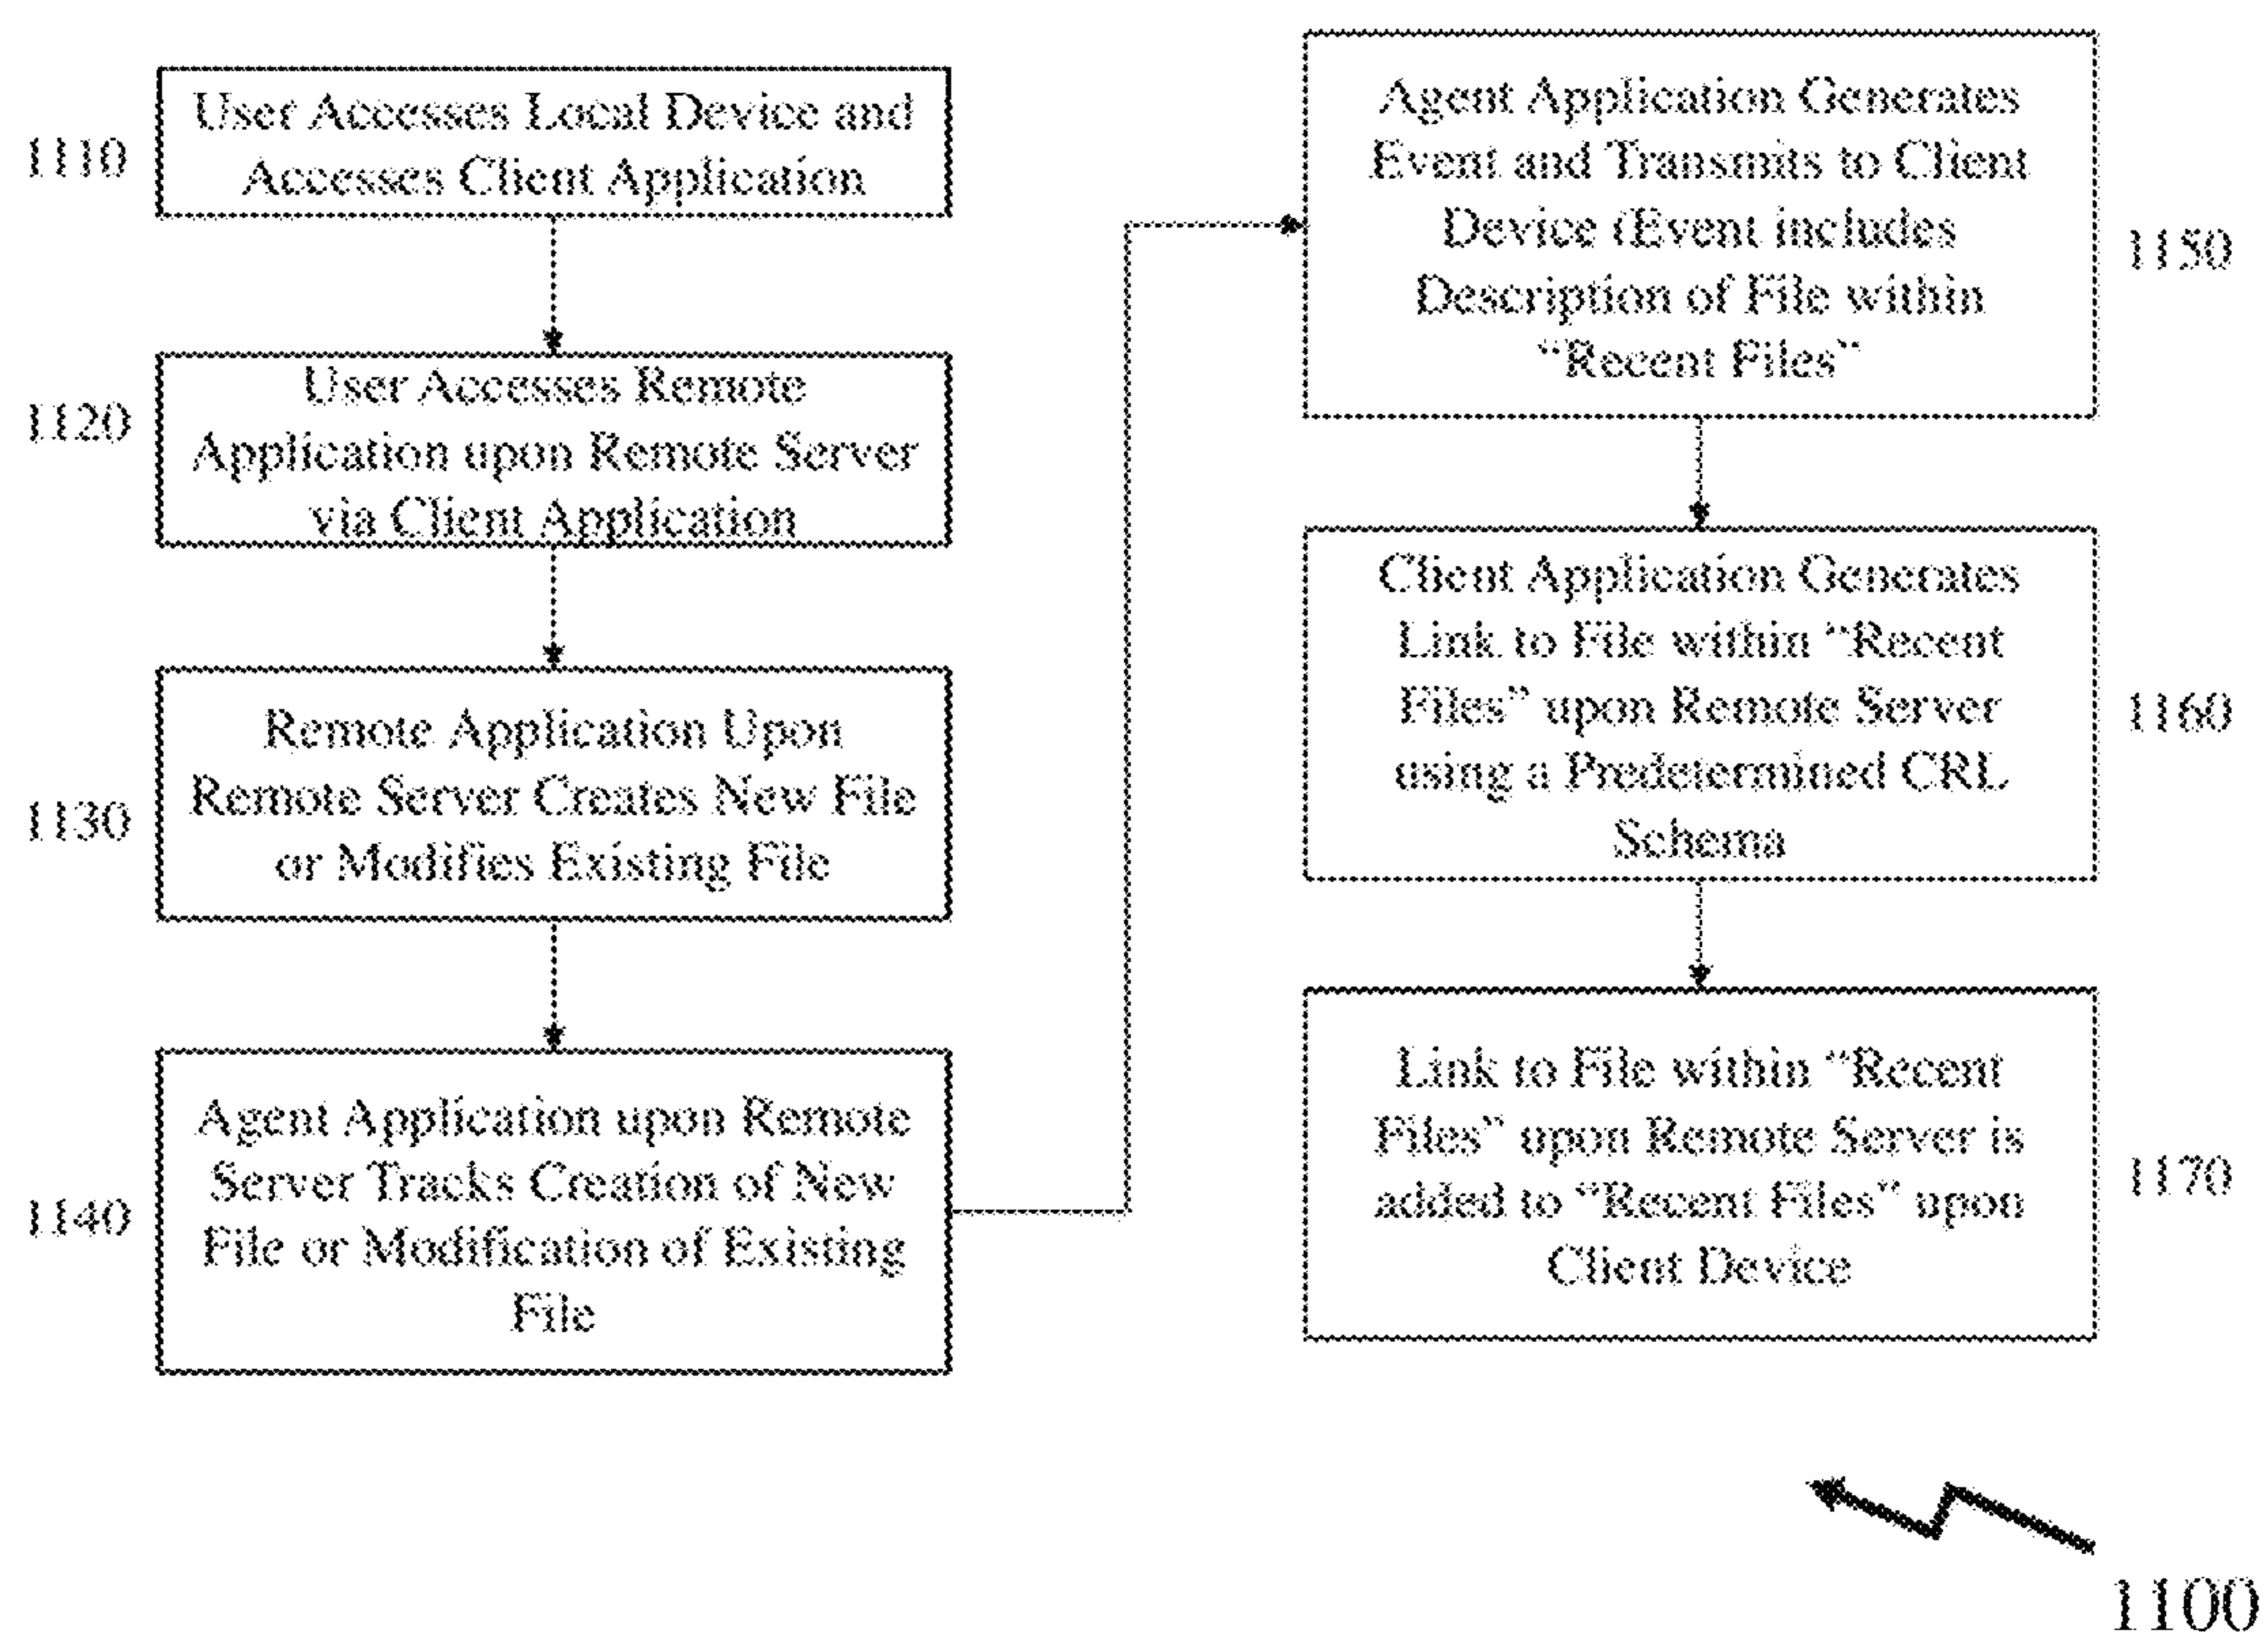 1110
User Accesses Local Device and
Accesses Client Application
1120
User Accesses Remote
Application upon Remote Server
via Client Application
1130
Remote Application Upon
Remote Server Creates New File
or Modifies Existing File
1140
Agent Application upon Remote
Server Tracks Creation of New
File or Modification of Existing
File
Agent Application Generates
Event and Transmits to Client
Device (Event includes
Description of File within
“Recent Files“
1150
Client Application Generates
Link to File within “Recent
Files” upon Remote Server
using a Predetermined CRL
Schema
1160
Link to File within “Recent
Files” upon Remote Server is
added to “Recent Files“ upon
Client Device
1170
1100